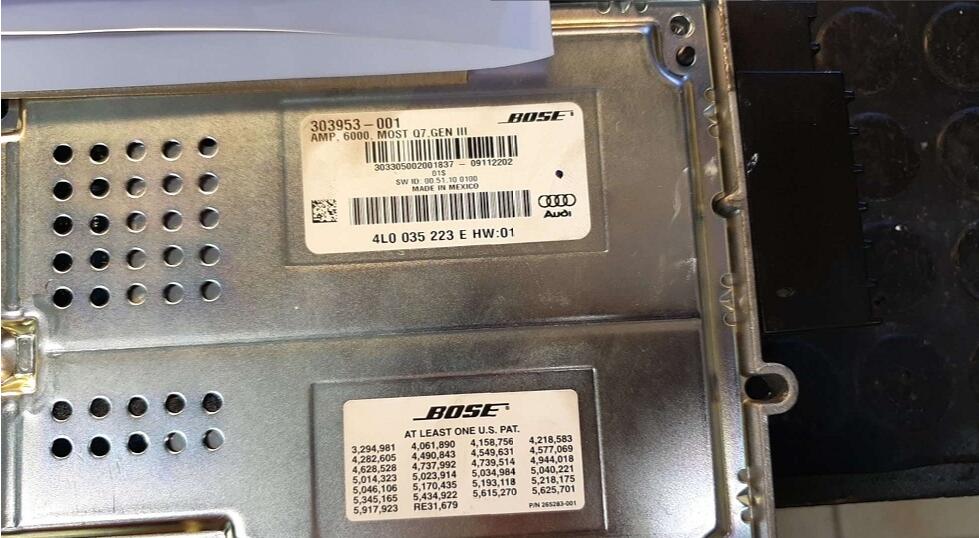 303953-001
BOSE
AMP, 6000, MOST Q7,GEN III
303305002001837 - 09112202
01S
SW ID: 00.51.10 0100
MADE IN MEXICO
Audi
4L0 035 223 E HW:01
BOSE
AT LEAST ONE U.S. PAT.
3,294,981 4,061,890 4,158,756 4,218,583
4,282,605 4,490,843 4,549,631 4,577,069
4,628,528 4,737,992 4,739,514 4,944,018
5,014,323 5,023,914 5,034,984 5,040,221
5,046,106 5,170,435 5,193,118 5,218,175
5,345,165 5,434,922 5,615,270 5,625,701
5,917,923 RE31,679
P/N 265283-001